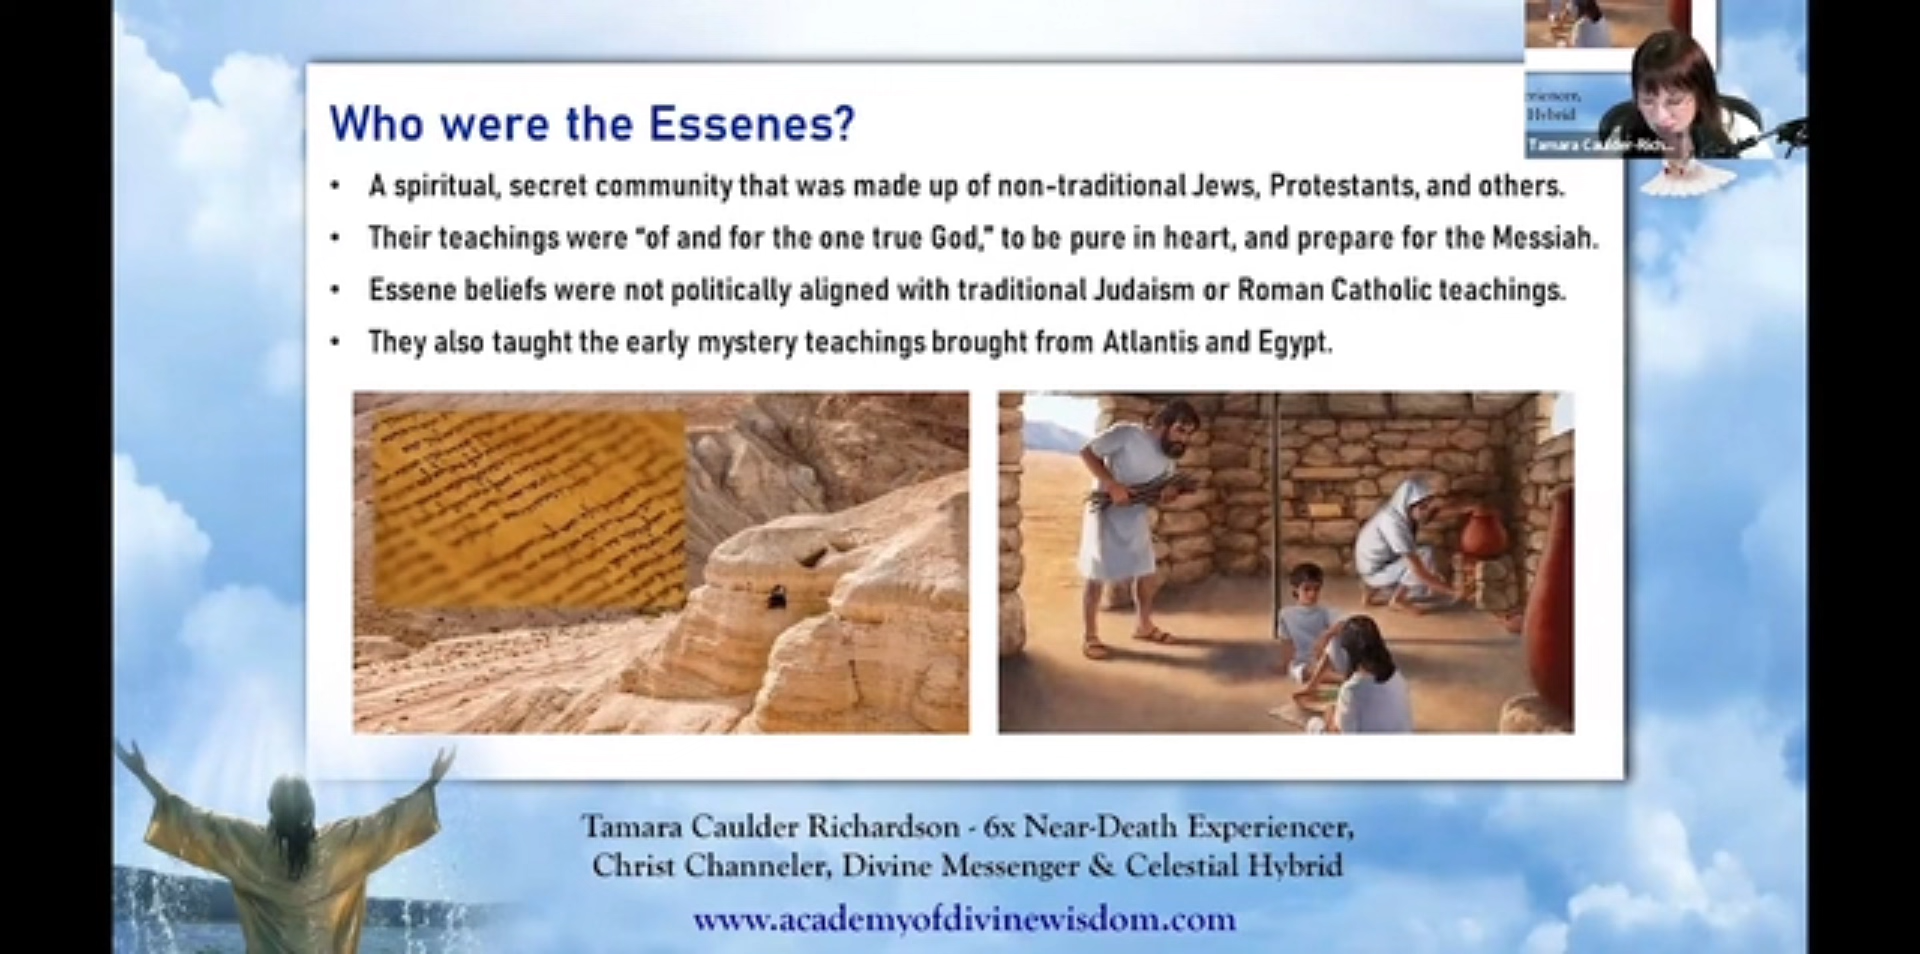 Who were the Essenes?
• A spiritual, secret community that was made up of non-traditional Jews, Protestants, and others.
• Their teachings were “of and for the one true God,” to be pure in heart, and prepare for the Messiah.
• Essene beliefs were not politically aligned with traditional Judaism or Roman Catholic teachings.
• They also taught the early mystery teachings brought from Atlantis and Egypt.
Hybrid
Tamara Caulder-Rich...
Tamara Caulder Richardson - 6x Near-Death Experiencer,
Christ Channeler, Divine Messenger & Celestial Hybrid
www.academyofdivinewisdom.com